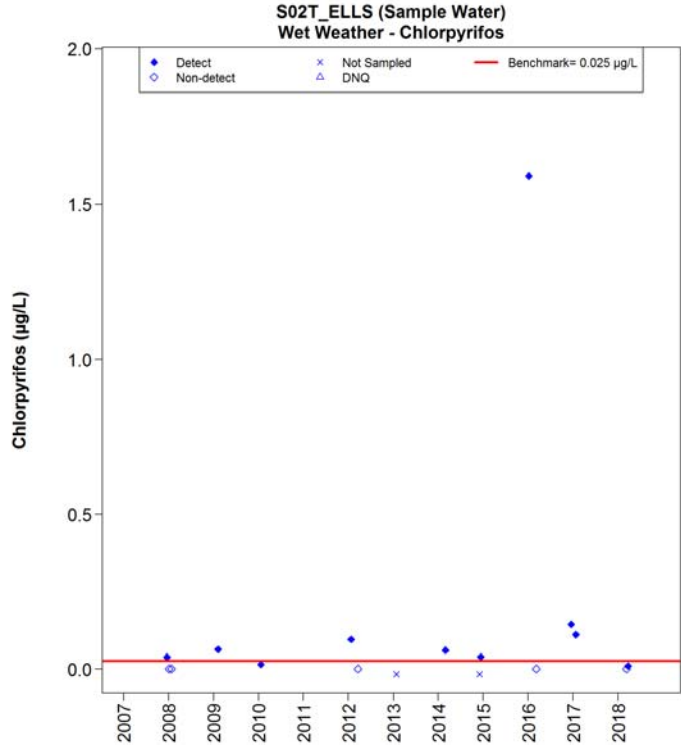 S02T_ELLS (Sample Water)
Wet Weather - Chlorpyrifos
Detect
Not Sampled
Benchmark= 0.025 µg/L
Non-detect
DNQ
Chlorpyrifos (µg/L)
2.0
1.5
1.0
0.5
0.0
2007
2008
2009
2010
2011
2012
2013
2014
2015
2016
2017
2018